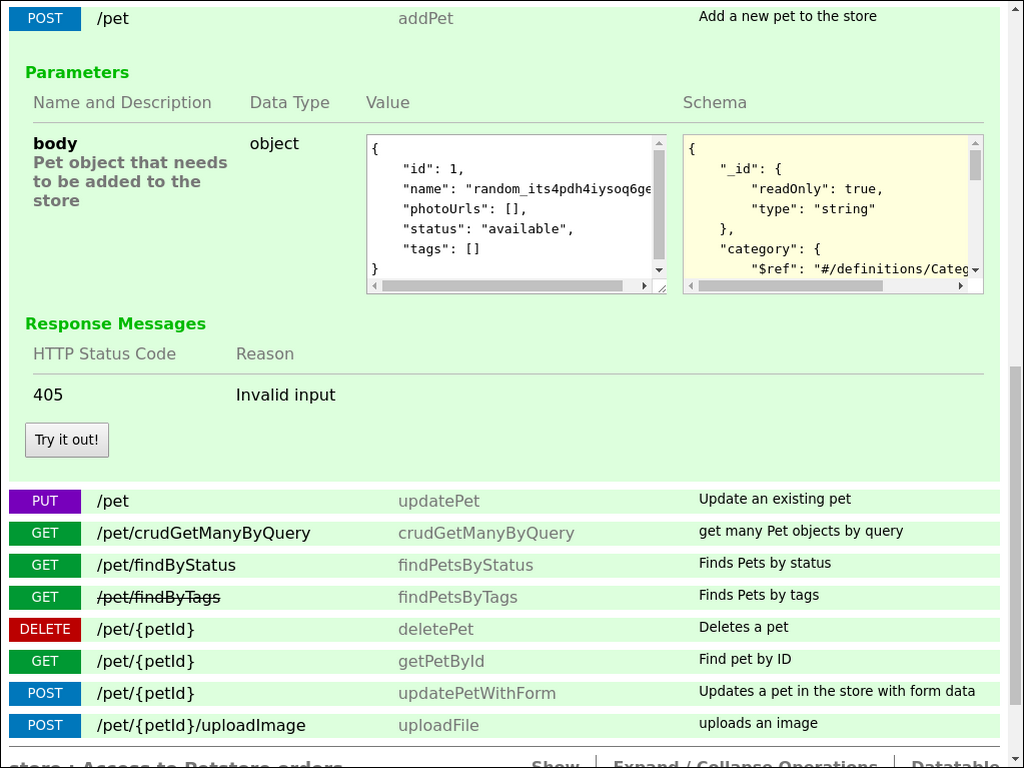 POST /pet addPet Add a new pet to the store
Parameters
Name and Description Data Type Value Schema
body object
Pet object that needs
to be added to the
store
{
"id": 1,
"name": "random_its4pdh4iysoq6ge
"photoUrls": [],
"status": "available",
"tags": []
}
{
"_id": {
"readOnly": true,
"type": "string"
},
"category": {
"$ref": "#/definitions/Categ
Response Messages
HTTP Status Code Reason
405 Invalid input
Try it out!
PUT /pet updatePet Update an existing pet
GET /pet/crudGetManyByQuery crudGetManyByQuery get many Pet objects by query
GET /pet/findByStatus findPetsByStatus Finds Pets by status
GET /pet/findByTags findPetsByTags Finds Pets by tags
DELETE /pet/{petId} deletePet Deletes a pet
GET /pet/{petId} getPetById Find pet by ID
POST /pet/{petId} updatePetWithForm Updates a pet in the store with form data
POST /pet/{petId}/uploadImage uploadFile uploads an image
store : Access to Petstore orders Show Expand / Collapse Operations Datatable